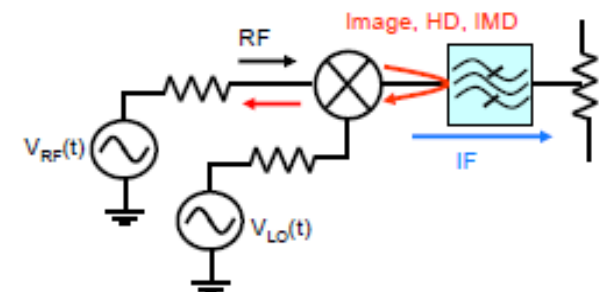 Image, HD, IMD
RF
IF
V_RF(t)
V_LO(t)